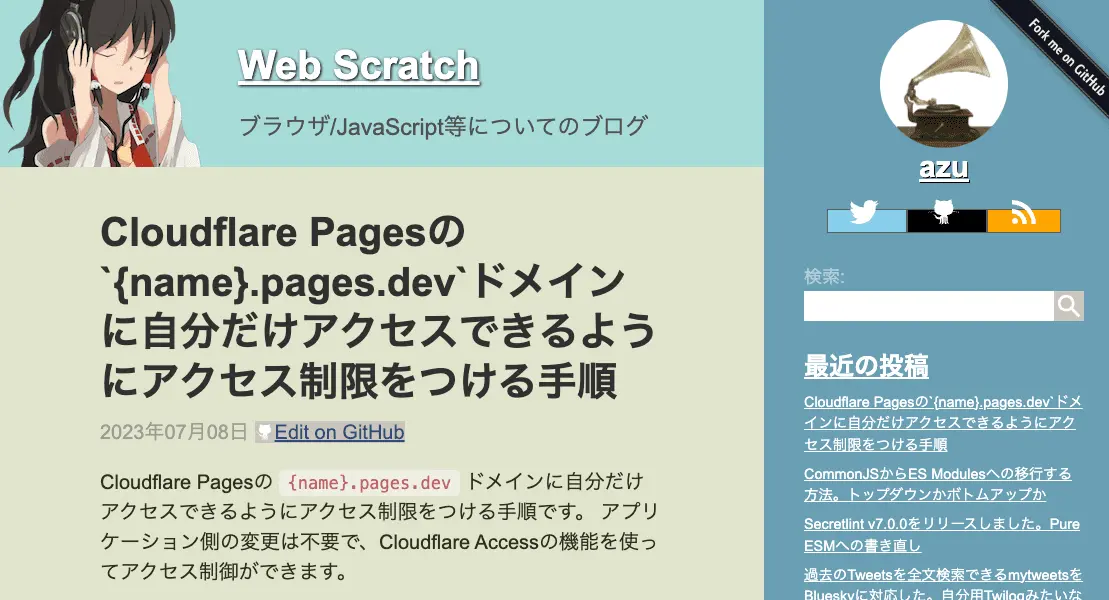 Web Scratch
ブラウザ/JavaScript等についてのブログ
Cloudflare Pagesの
`{name}.pages.dev`ドメイン
に自分だけアクセスできるよう
にアクセス制限をつける手順
2023年07月08日 Edit on GitHub
Cloudflare Pagesの {name}.pages.dev ドメインに自分だけ
アクセスできるようにアクセス制限をつける手順です。 アプリ
ケーション側の変更は不要で、Cloudflare Accessの機能を使っ
てアクセス制御ができます。
Fork me on GitHub
azu
検索:
最近の投稿
Cloudflare Pagesの`{name}.pages.dev`ドメ
インに自分だけアクセスできるようにアク
セス制限をつける手順
CommonJSからES Modulesへの移行する
方法。トップダウンかボトムアップか
Secretlint v7.0.0をリリースしました。Pure
ESMへの書き直し
過去のTweetsを全文検索できるmytweetsを
Blueskyに対応した。自分用Twilogみたいな